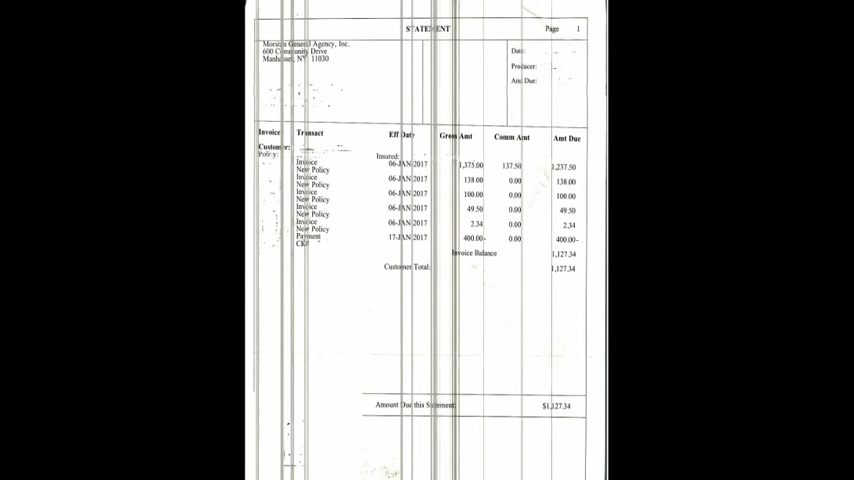 STATEMENT Page 1
Morstan General Agency, Inc.
600 Community Drive
Manhasset, NY 11030
Date:
Producer:
Amt Due:
Invoice Transact Eff Date Gross Amt Comm Amt Amt Due
Customer:
Policy: Insured:
Invoice 06-JAN 2017 1,375.00 137.50 1,237.50
New Policy
Invoice 06-JAN 2017 138.00 0.00 138.00
New Policy
Invoice 06-JAN 2017 100.00 0.00 100.00
New Policy
Invoice 06-JAN 2017 49.50 0.00 49.50
New Policy
Invoice 06-JAN 2017 2.34 0.00 2.34
New Policy
Payment 17-JAN 2017 400.00- 0.00 400.00-
CK#
Invoice Balance 1,127.34
Customer Total: 1,127.34
Amount Due this Statement: $1,127.34